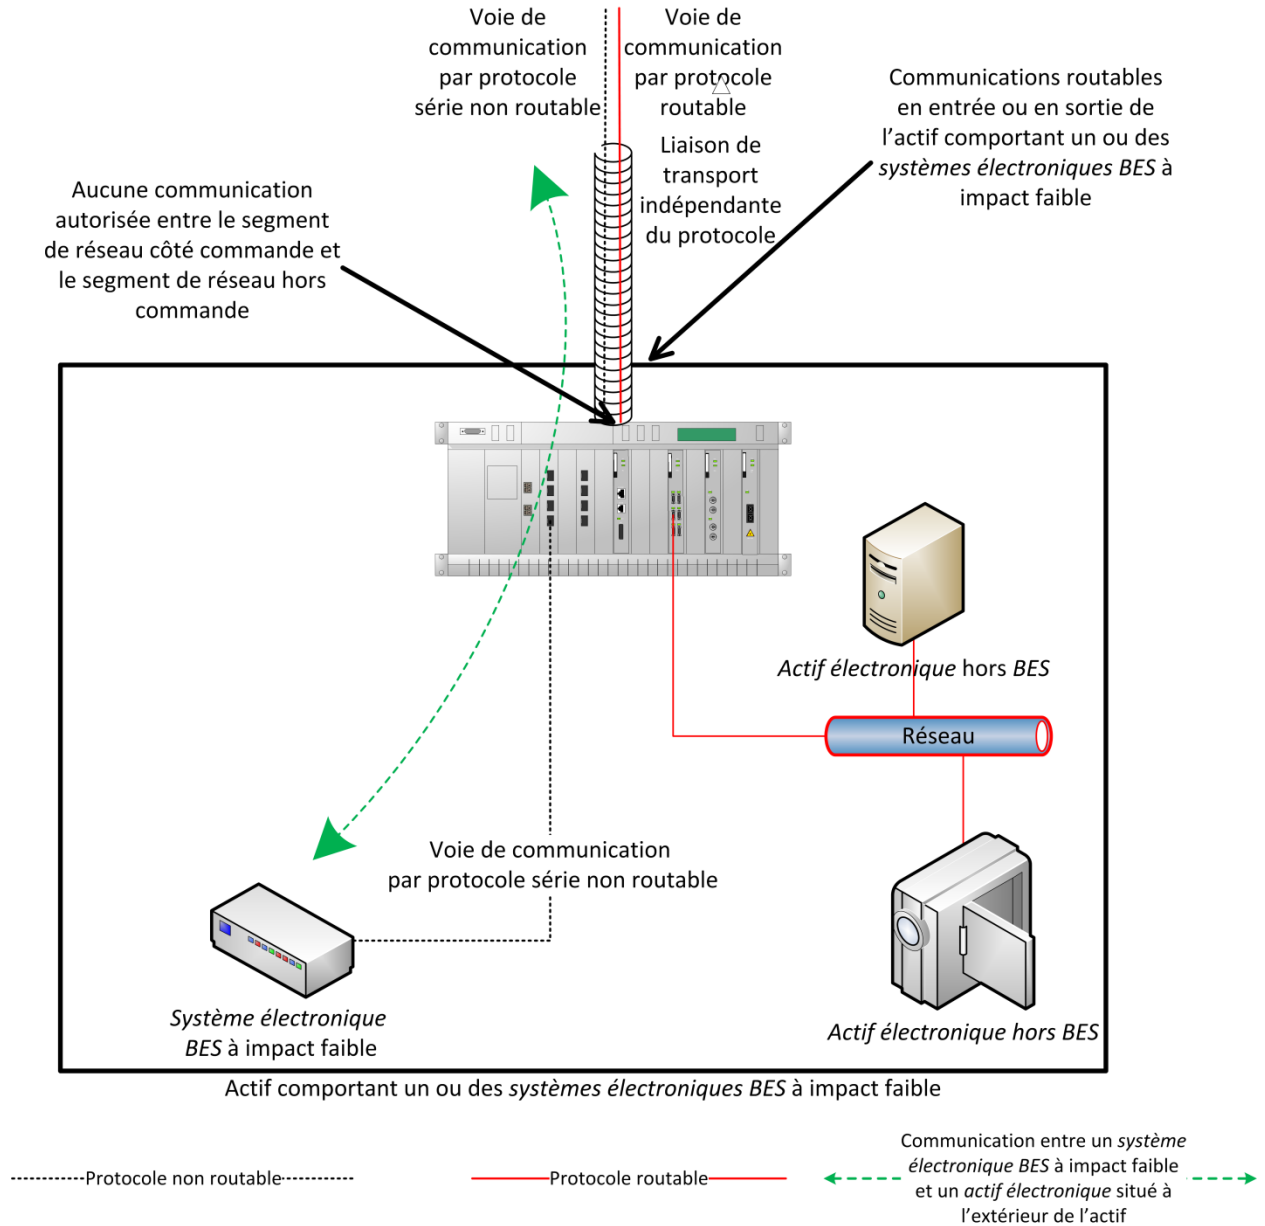 Voie de
communication
par protocole
série non routable
Voie de
communication
par protocole
routable
Liaison de
transport
indépendante
du protocole
Communications routables
en entrée ou en sortie de
l’actif comportant un ou des
systèmes électroniques BES à
impact faible
Aucune communication
autorisée entre le segment
de réseau côté commande et
le segment de réseau hors
commande
Actif électronique hors BES
Réseau
Voie de communication
par protocole série non routable
Système électronique
BES à impact faible
Actif électronique hors BES
Actif comportant un ou des systèmes électroniques BES à impact faible
Protocole non routable
Protocole routable
Communication entre un système
électronique BES à impact faible
et un actif électronique situé à
l’extérieur de l’actif